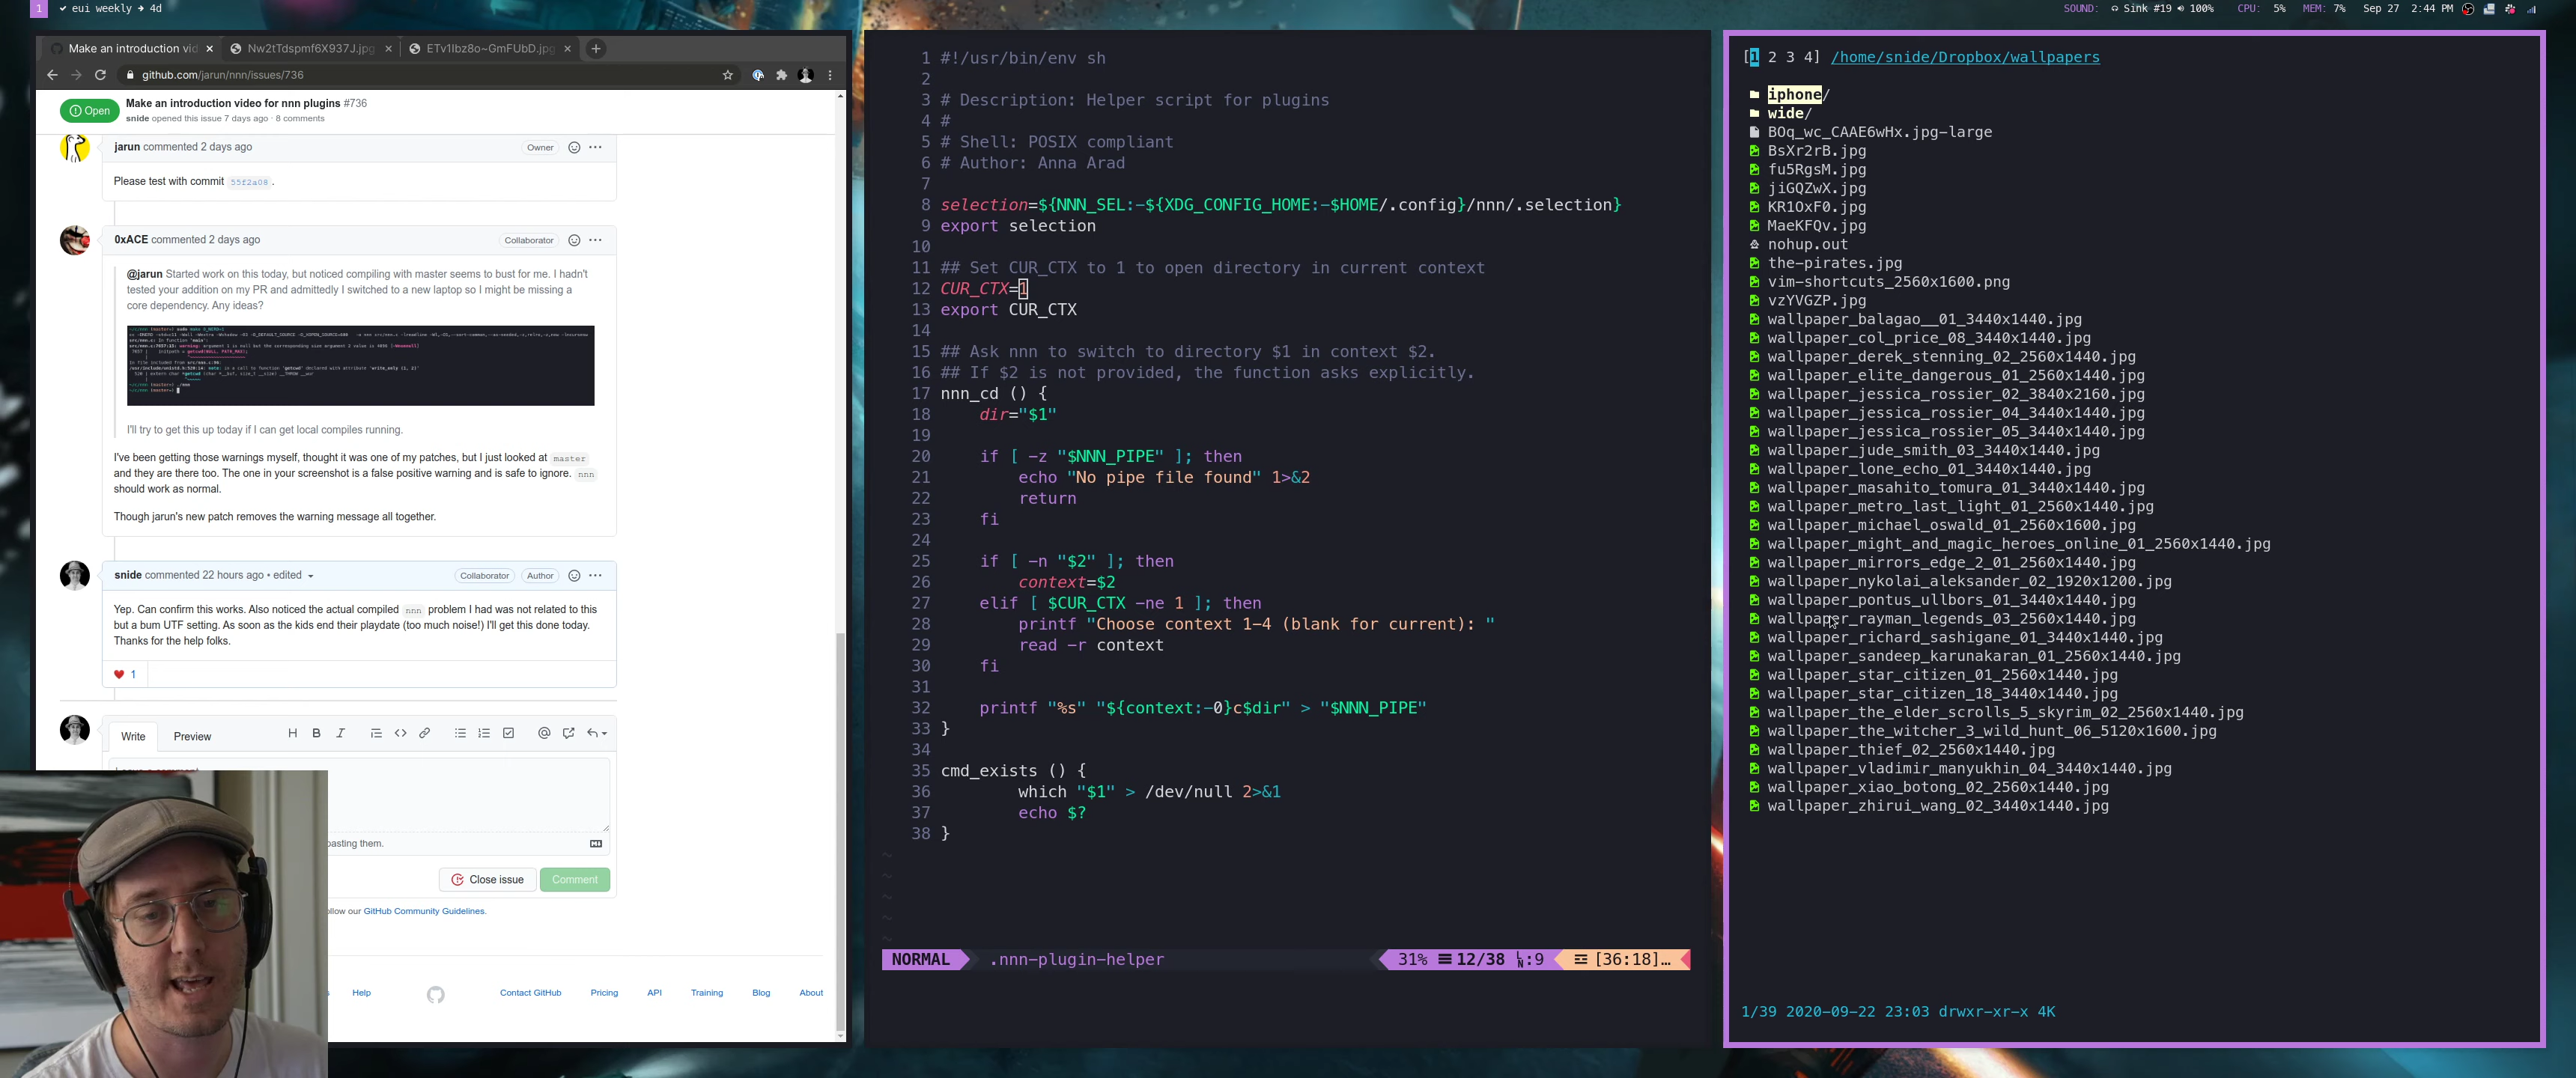 1 ✔ eui weekly → 4d
SOUND: Sink #19 100% CPU: 5% MEM: 7% Sep 27 2:44 PM
Make an introduction vid
Nw2tTdspmf6X937J.jpg
ETv1Ibz8o~GmFUbD.jpg
github.com/jarun/nnn/issues/736
Open
Make an introduction video for nnn plugins #736
snide opened this issue 7 days ago · 8 comments
jarun commented 2 days ago
Owner
Please test with commit 55f2a08.
0xACE commented 2 days ago
Collaborator
@jarun Started work on this today, but noticed compiling with master seems to bust for me. I hadn't
tested your addition on my PR and admittedly I switched to a new laptop so I might be missing a
core dependency. Any ideas?
I'll try to get this up today if I can get local compiles running.
I've been getting those warnings myself, thought it was one of my patches, but I just looked at master
and they are there too. The one in your screenshot is a false positive warning and is safe to ignore. nnn
should work as normal.
Though jarun's new patch removes the warning message all together.
snide commented 22 hours ago • edited
Collaborator Author
Yep. Can confirm this works. Also noticed the actual compiled nnn problem I had was not related to this
but a bum UTF setting. As soon as the kids end their playdate (too much noise!) I'll get this done today.
Thanks for the help folks.
1
Write Preview
H B I
pasting them.
Close issue Comment
GitHub Community Guidelines.
Help Contact GitHub Pricing API Training Blog About
1 #!/usr/bin/env sh
2
3 # Description: Helper script for plugins
4 #
5 # Shell: POSIX compliant
6 # Author: Anna Arad
7
8 selection=${NNN_SEL:-${XDG_CONFIG_HOME:-$HOME/.config}/nnn/.selection}
9 export selection
10
11 ## Set CUR_CTX to 1 to open directory in current context
12 CUR_CTX=1
13 export CUR_CTX
14
15 ## Ask nnn to switch to directory $1 in context $2.
16 ## If $2 is not provided, the function asks explicitly.
17 nnn_cd () {
18 dir="$1"
19
20 if [ -z "$NNN_PIPE" ]; then
21 echo "No pipe file found" 1>&2
22 return
23 fi
24
25 if [ -n "$2" ]; then
26 context=$2
27 elif [ $CUR_CTX -ne 1 ]; then
28 printf "Choose context 1-4 (blank for current): "
29 read -r context
30 fi
31
32 printf "%s" "${context:-0}c$dir" > "$NNN_PIPE"
33 }
34
35 cmd_exists () {
36 which "$1" > /dev/null 2>&1
37 echo $?
38 }
~
~
~
~
~
NORMAL .nnn-plugin-helper 31% 12/38 :9 [36:18]…
[1 2 3 4] /home/snide/Dropbox/wallpapers
iphone/
wide/
BOq_wc_CAAE6wHx.jpg-large
BsXr2rB.jpg
fu5RgsM.jpg
jiGQZwX.jpg
KR1OxF0.jpg
MaeKFQv.jpg
nohup.out
the-pirates.jpg
vim-shortcuts_2560x1600.png
vzYVGZP.jpg
wallpaper_balagao__01_3440x1440.jpg
wallpaper_col_price_08_3440x1440.jpg
wallpaper_derek_stenning_02_2560x1440.jpg
wallpaper_elite_dangerous_01_2560x1440.jpg
wallpaper_jessica_rossier_02_3840x2160.jpg
wallpaper_jessica_rossier_04_3440x1440.jpg
wallpaper_jessica_rossier_05_3440x1440.jpg
wallpaper_jude_smith_03_3440x1440.jpg
wallpaper_lone_echo_01_3440x1440.jpg
wallpaper_masahito_tomura_01_3440x1440.jpg
wallpaper_metro_last_light_01_2560x1440.jpg
wallpaper_michael_oswald_01_2560x1600.jpg
wallpaper_might_and_magic_heroes_online_01_2560x1440.jpg
wallpaper_mirrors_edge_2_01_2560x1440.jpg
wallpaper_nykolai_aleksander_02_1920x1200.jpg
wallpaper_pontus_ullbors_01_3440x1440.jpg
wallpaper_rayman_legends_03_2560x1440.jpg
wallpaper_richard_sashigane_01_3440x1440.jpg
wallpaper_sandeep_karunakaran_01_2560x1440.jpg
wallpaper_star_citizen_01_2560x1440.jpg
wallpaper_star_citizen_18_3440x1440.jpg
wallpaper_the_elder_scrolls_5_skyrim_02_2560x1440.jpg
wallpaper_the_witcher_3_wild_hunt_06_5120x1600.jpg
wallpaper_thief_02_2560x1440.jpg
wallpaper_vladimir_manyukhin_04_3440x1440.jpg
wallpaper_xiao_botong_02_2560x1440.jpg
wallpaper_zhirui_wang_02_3440x1440.jpg
1/39 2020-09-22 23:03 drwxr-xr-x 4K